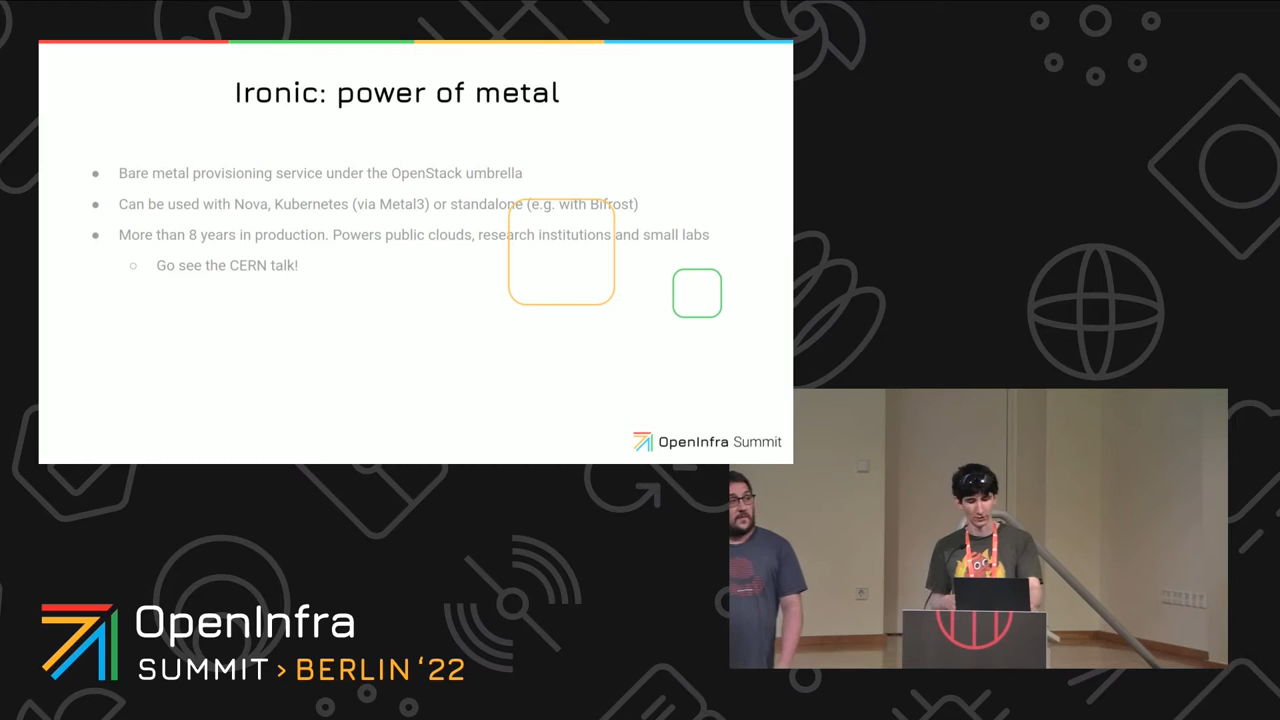 Ironic: power of metal
● Bare metal provisioning service under the OpenStack umbrella
● Can be used with Nova, Kubernetes (via Metal3) or standalone (e.g. with Bifrost)
● More than 8 years in production. Powers public clouds, research institutions and small labs
○ Go see the CERN talk!
OpenInfra Summit
OpenInfra
SUMMIT > BERLIN ‘22